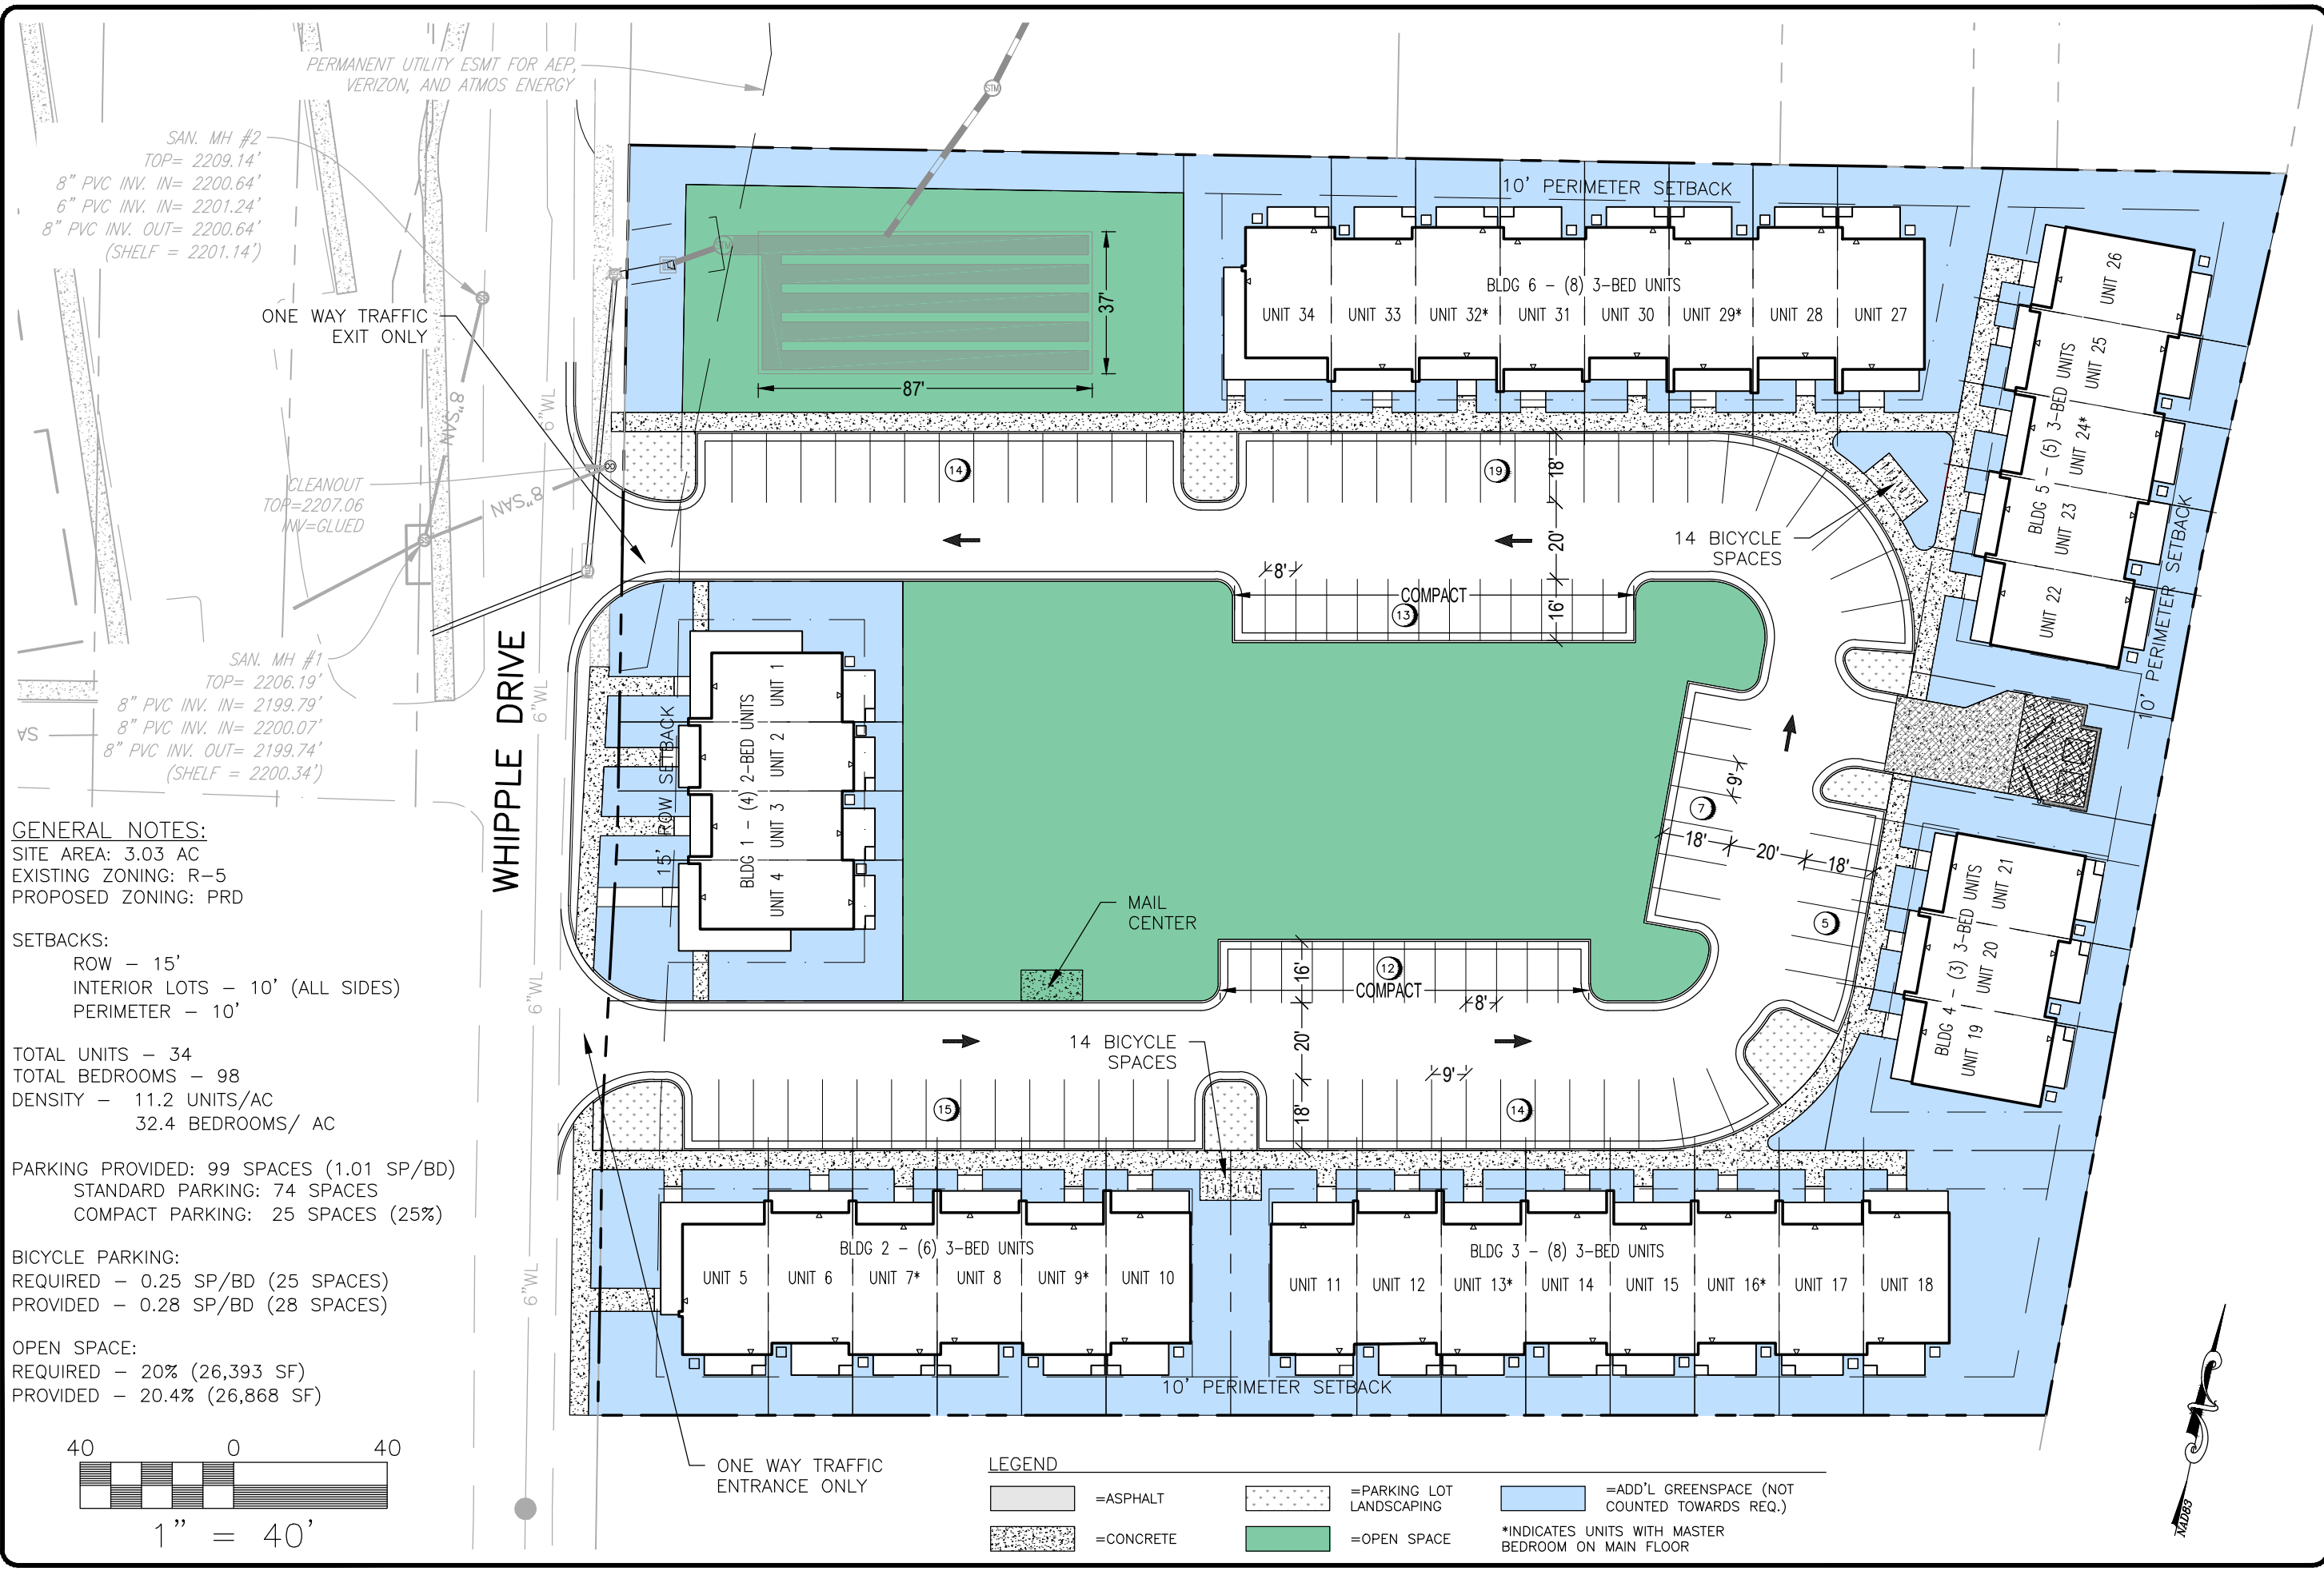 PERMANENT UTILITY ESMT FOR AEP,
VERIZON, AND ATMOS ENERGY
STM
SAN. MH #2
TOP= 2209.14'
8" PVC INV. IN= 2200.64'
6" PVC INV. IN= 2201.24'
8" PVC INV. OUT= 2200.64'
(SHELF = 2201.14')
ONE WAY TRAFFIC
EXIT ONLY
8"SAN
6"WL
CLEANOUT
TOP=2207.06
INV=GLUED
8"SAN
SAN. MH #1
TOP= 2206.19'
8" PVC INV. IN= 2199.79'
8" PVC INV. IN= 2200.07'
8" PVC INV. OUT= 2199.74'
(SHELF = 2200.34')
SA
6"WL
6"WL
6"WL
WHIPPLE DRIVE
STM
37'
87'
10' PERIMETER SETBACK
BLDG 6 - (8) 3-BED UNITS
UNIT 34
UNIT 33
UNIT 32*
UNIT 31
UNIT 30
UNIT 29*
UNIT 28
UNIT 27
UNIT 26
UNIT 25
BLDG 5 - (5) 3-BED UNITS
UNIT 24*
UNIT 23
UNIT 22
10' PERIMETER SETBACK
14
19
18'
20'
16'
14 BICYCLE
SPACES
8'
COMPACT
13
15' ROW SETBACK
BLDG 1 - (4) 2-BED UNITS
UNIT 1
UNIT 2
UNIT 3
UNIT 4
MAIL
CENTER
7
9'
18'
20'
18'
5
BLDG 4 - (3) 3-BED UNITS
UNIT 21
UNIT 20
UNIT 19
12
COMPACT
8'
16'
20'
18'
14 BICYCLE
SPACES
9'
15
14
BLDG 2 - (6) 3-BED UNITS
UNIT 5
UNIT 6
UNIT 7*
UNIT 8
UNIT 9*
UNIT 10
BLDG 3 - (8) 3-BED UNITS
UNIT 11
UNIT 12
UNIT 13*
UNIT 14
UNIT 15
UNIT 16*
UNIT 17
UNIT 18
10' PERIMETER SETBACK
ONE WAY TRAFFIC
ENTRANCE ONLY
GENERAL NOTES:
SITE AREA: 3.03 AC
EXISTING ZONING: R-5
PROPOSED ZONING: PRD
SETBACKS:
ROW - 15'
INTERIOR LOTS - 10' (ALL SIDES)
PERIMETER - 10'
TOTAL UNITS - 34
TOTAL BEDROOMS - 98
DENSITY - 11.2 UNITS/AC
32.4 BEDROOMS/ AC
PARKING PROVIDED: 99 SPACES (1.01 SP/BD)
STANDARD PARKING: 74 SPACES
COMPACT PARKING: 25 SPACES (25%)
BICYCLE PARKING:
REQUIRED - 0.25 SP/BD (25 SPACES)
PROVIDED - 0.28 SP/BD (28 SPACES)
OPEN SPACE:
REQUIRED - 20% (26,393 SF)
PROVIDED - 20.4% (26,868 SF)
40 0 40
1" = 40'
LEGEND
=ASPHALT
=CONCRETE
=PARKING LOT
LANDSCAPING
=OPEN SPACE
=ADD'L GREENSPACE (NOT
COUNTED TOWARDS REQ.)
*INDICATES UNITS WITH MASTER
BEDROOM ON MAIN FLOOR
NAD83